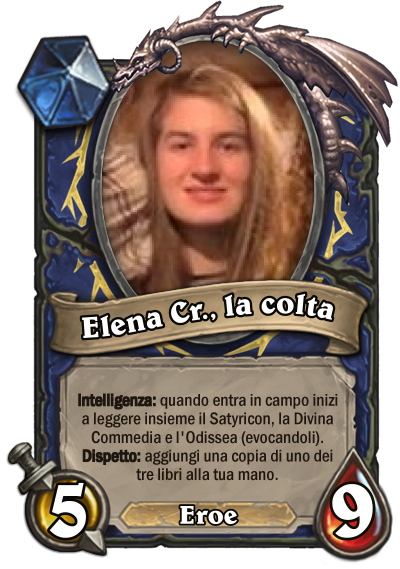 Elena Cr., la colta
Intelligenza: quando entra in campo inizi
a leggere insieme il Satyricon, la Divina
Commedia e l'Odissea (evocandoli).
Dispetto: aggiungi una copia di uno dei
tre libri alla tua mano.
5
Eroe
9